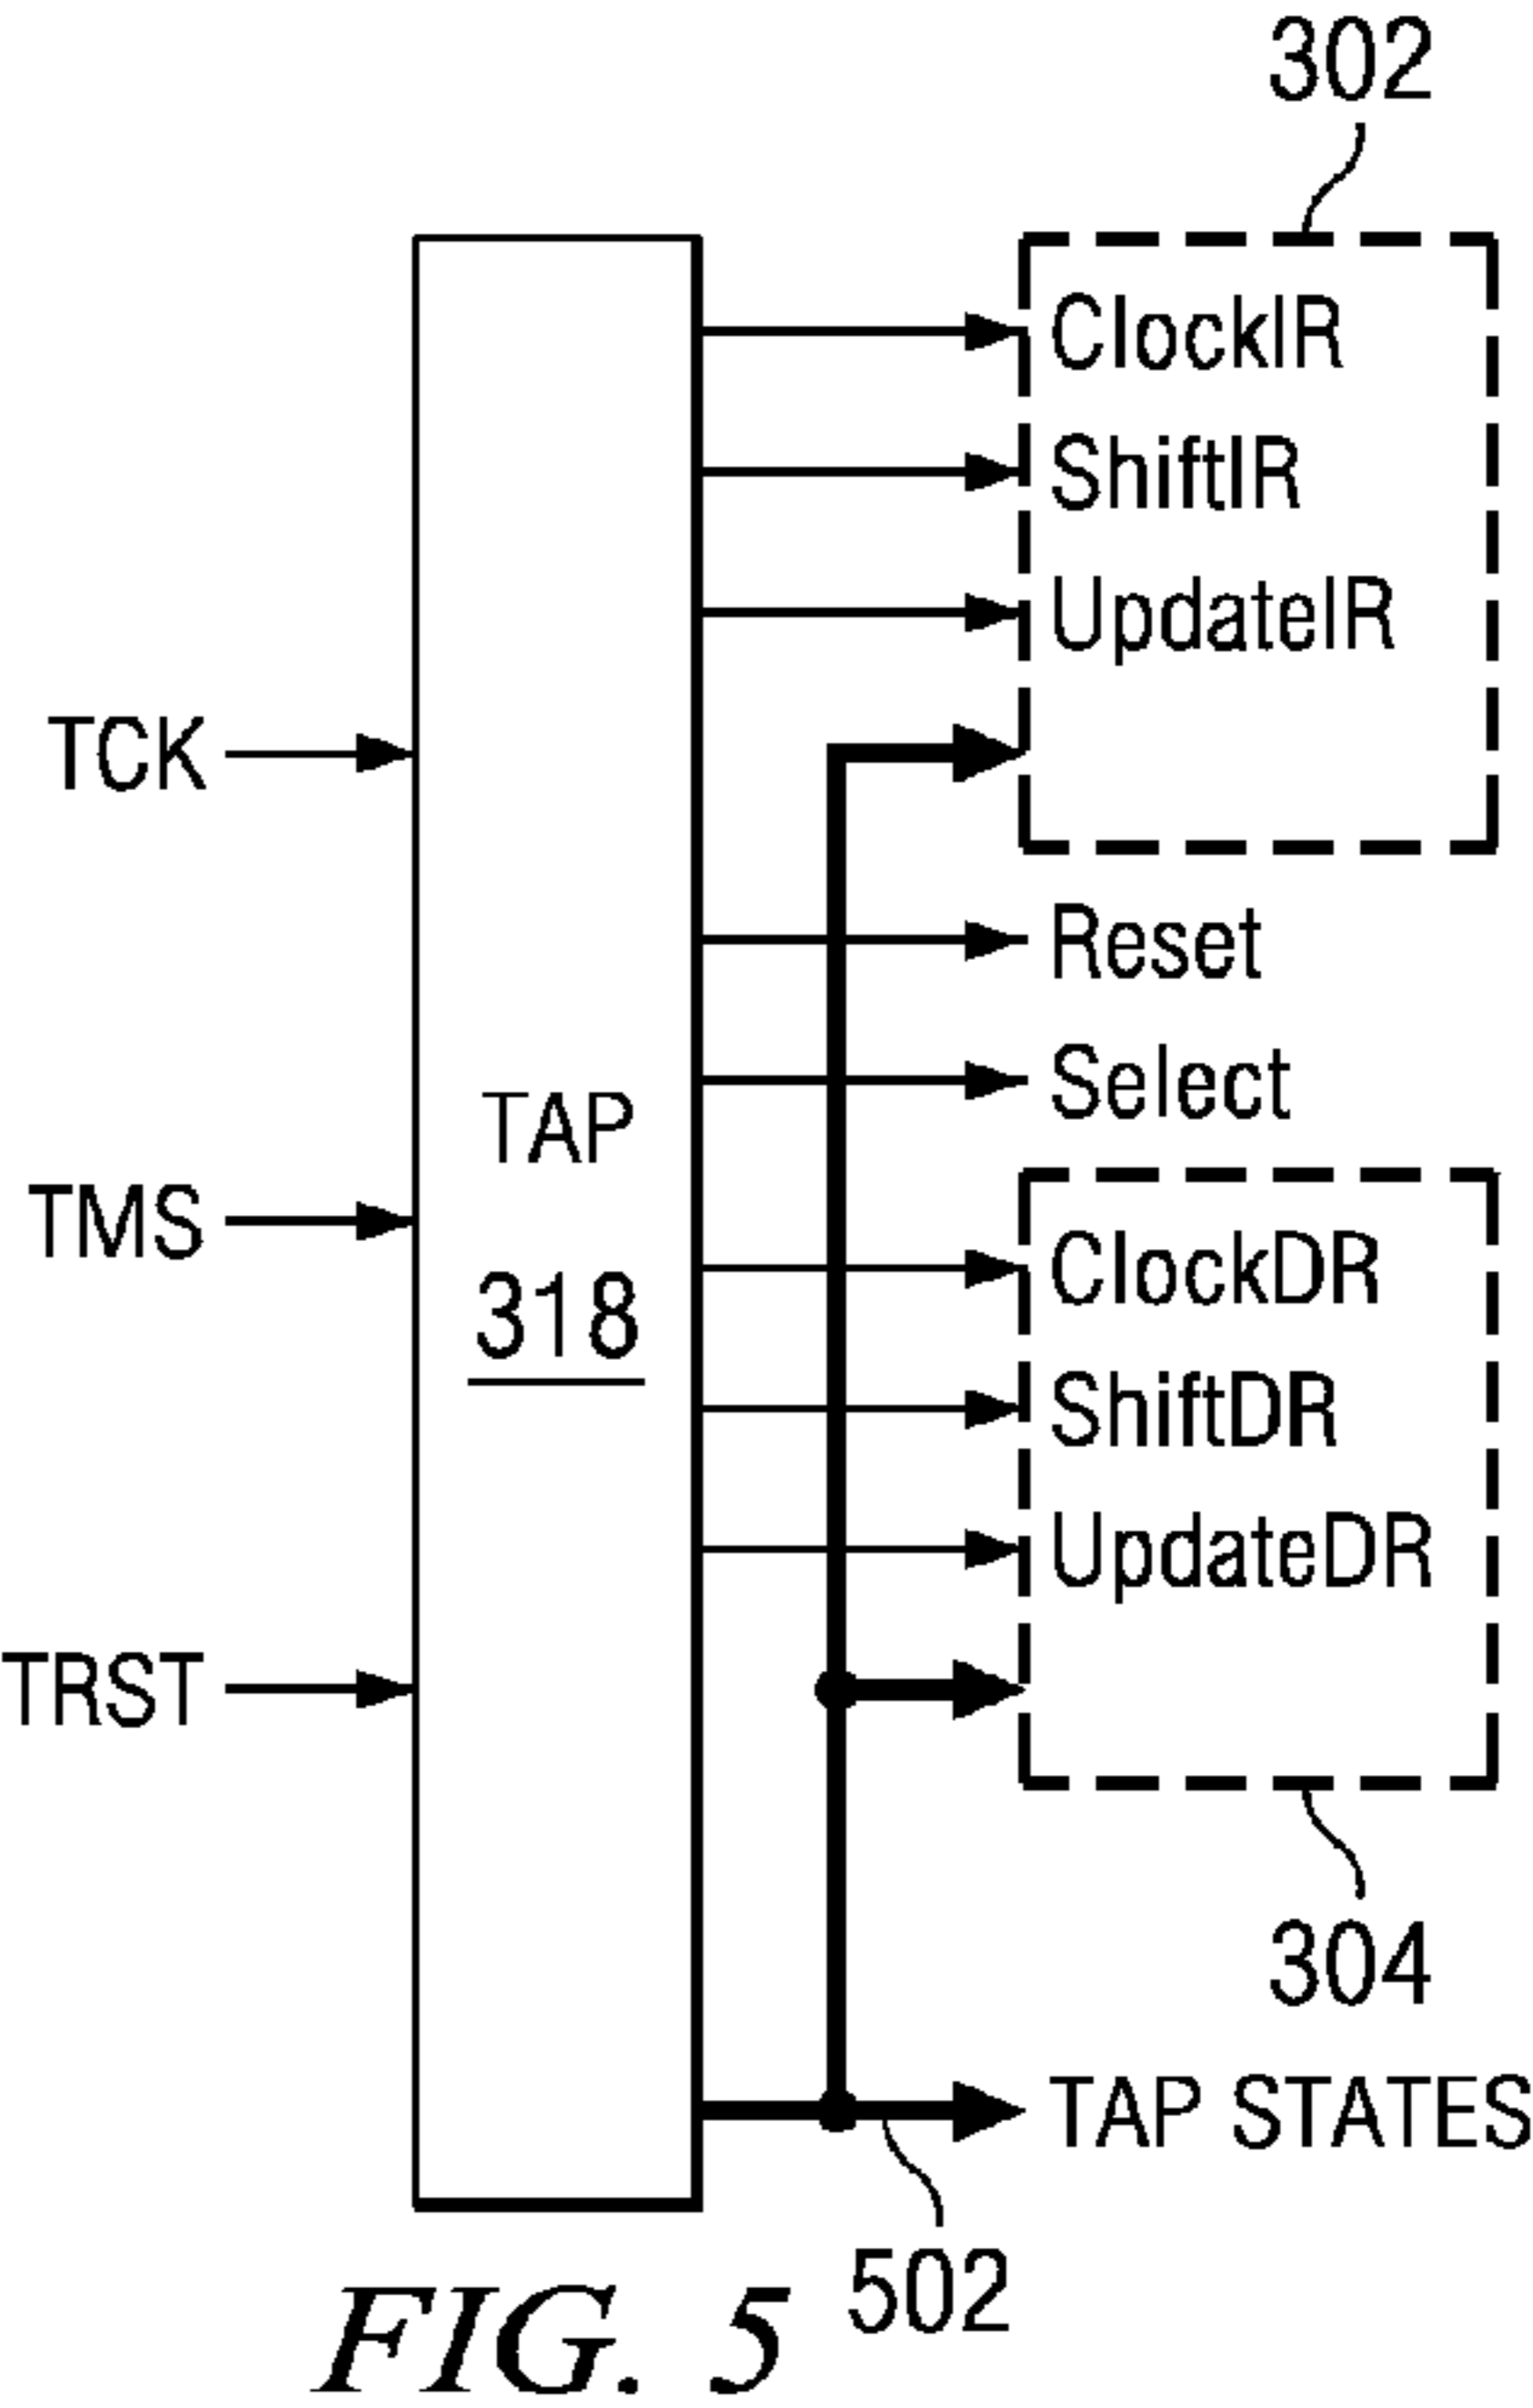 302
ClockIR
ShiftIR
UpdateIR
TCK
Reset
Select
TAP
TMS
ClockDR
318
ShiftDR
UpdateDR
TRST
304
TAP STATES
502
FIG. 5